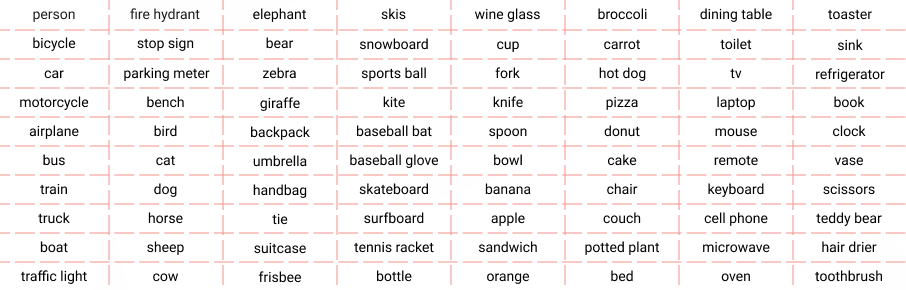 person fire hydrant elephant skis wine glass broccoli dining table toaster
bicycle stop sign bear snowboard cup carrot toilet sink
car parking meter zebra sports ball fork hot dog tv refrigerator
motorcycle bench giraffe kite knife pizza laptop book
airplane bird backpack baseball bat spoon donut mouse clock
bus cat umbrella baseball glove bowl cake remote vase
train dog handbag skateboard banana chair keyboard scissors
truck horse tie surfboard apple couch cell phone teddy bear
boat sheep suitcase tennis racket sandwich potted plant microwave hair drier
traffic light cow frisbee bottle orange bed oven toothbrush